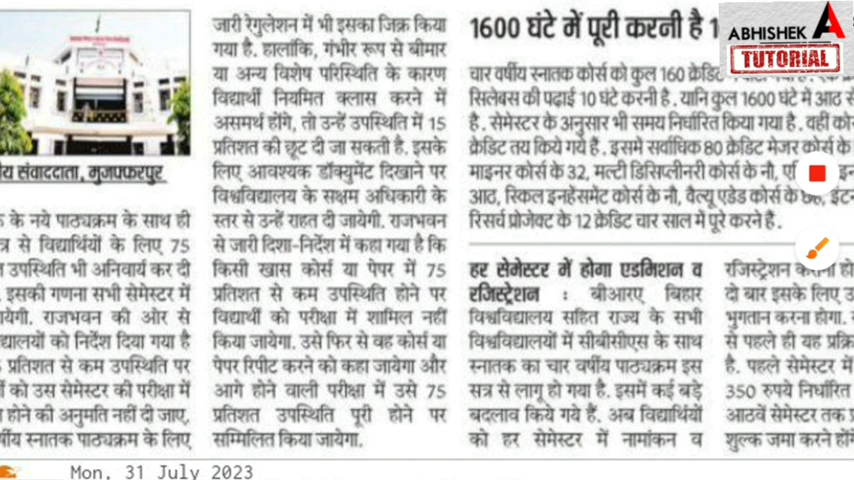 ीय संवाददाता, मुजफ्फरपुर
के नये पाठ्यक्रम के साथ ही
त्र से विद्यार्थियों के लिए 75
उपस्थिति भी अनिवार्य कर दी
इसकी गणना सभी सेमेस्टर में
ायेगी. राजभवन की ओर से
द्यालयों को निर्देश दिया गया है
प्रतिशत से कम उपस्थिति पर
को उस सेमेस्टर की परीक्षा में
होने की अनुमति नहीं दी जाए.
र्षीय स्नातक पाठ्यक्रम के लिए
जारी रेगुलेशन में भी इसका जिक्र किया
गया है. हालांकि, गंभीर रूप से बीमार
या अन्य विशेष परिस्थिति के कारण
विद्यार्थी नियमित क्लास करने में
असमर्थ होंगे, तो उन्हें उपस्थिति में 15
प्रतिशत की छूट दी जा सकती है. इसके
लिए आवश्यक डॉक्युमेंट दिखाने पर
विश्वविद्यालय के सक्षम अधिकारी के
स्तर से उन्हें राहत दी जायेगी. राजभवन
से जारी दिशा-निर्देश में कहा गया है कि
किसी खास कोर्स या पेपर में 75
प्रतिशत से कम उपस्थिति होने पर
विद्यार्थी को परीक्षा में शामिल नहीं
किया जायेगा. उसे फिर से वह कोर्स या
पेपर रिपीट करने को कहा जायेगा और
आगे होने वाली परीक्षा में उसे 75
प्रतिशत उपस्थिति पूरी होने पर
सम्मिलित किया जायेगा.
1600 घंटे में पूरी करनी है
चार वर्षीय स्नातक कोर्स को कुल 160 क्रेडिट
सिलेबस की पढ़ाई 10 घंटे करनी है. यानि कुल 1600 घंटे में आठ
है. सेमेस्टर के अनुसार भी समय निर्धारित किया गया है. वहीं
क्रेडिट तय किये गये हैं. इसमें सर्वाधिक 80 क्रेडिट मेजर कोर्स के
माइनर कोर्स के 32, मल्टी डिसिप्लीनरी कोर्स के नौ,
आठ, स्किल इनहेंसमेंट कोर्स के नौ, वैल्यू एडेड कोर्स के छह,
रिसर्च प्रोजेक्ट के 12 क्रेडिट चार साल में पूरे करने है.
हर सेमेस्टर में होगा एडमिशन व
रजिस्ट्रेशन : बीआरए बिहार
विश्वविद्यालय सहित राज्य के सभी
विश्वविद्यालयों में सीबीसीएस के साथ
स्नातक का चार वर्षीय पाठ्यक्रम इस
सत्र से लागू हो गया है. इसमें कई बड़े
बदलाव किये गये हैं. अब विद्यार्थियों
को हर सेमेस्टर में नामांकन व
रजिस्ट्रेशन कराना
दो बार इसके लिए
भुगतान करना होगा.
से पहले ही यह
है. पहले सेमेस्टर में
350 रुपये निर्धारित
आठवें सेमेस्टर तक
शुल्क जमा करने होंगे
ABHISHEK A
TUTORIAL
Mon, 31 July 2023